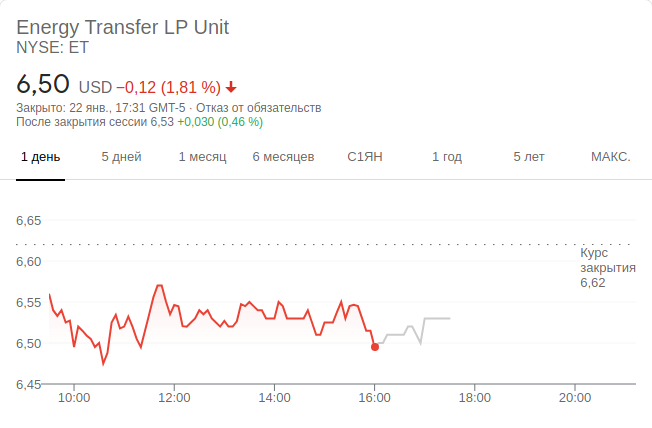 Energy Transfer LP Unit
NYSE: ET
6,50 USD −0,12 (1,81 %)
Закрыто: 22 янв., 17:31 GMT-5 · Отказ от обязательств
После закрытия сессии 6,53 +0,030 (0,46 %)
1 день 5 дней 1 месяц 6 месяцев С1ЯН 1 год 5 лет МАКС.
6,65
Курс
закрытия
6,62
6,60
6,55
6,50
6,45
10:00 12:00 14:00 16:00 18:00 20:00